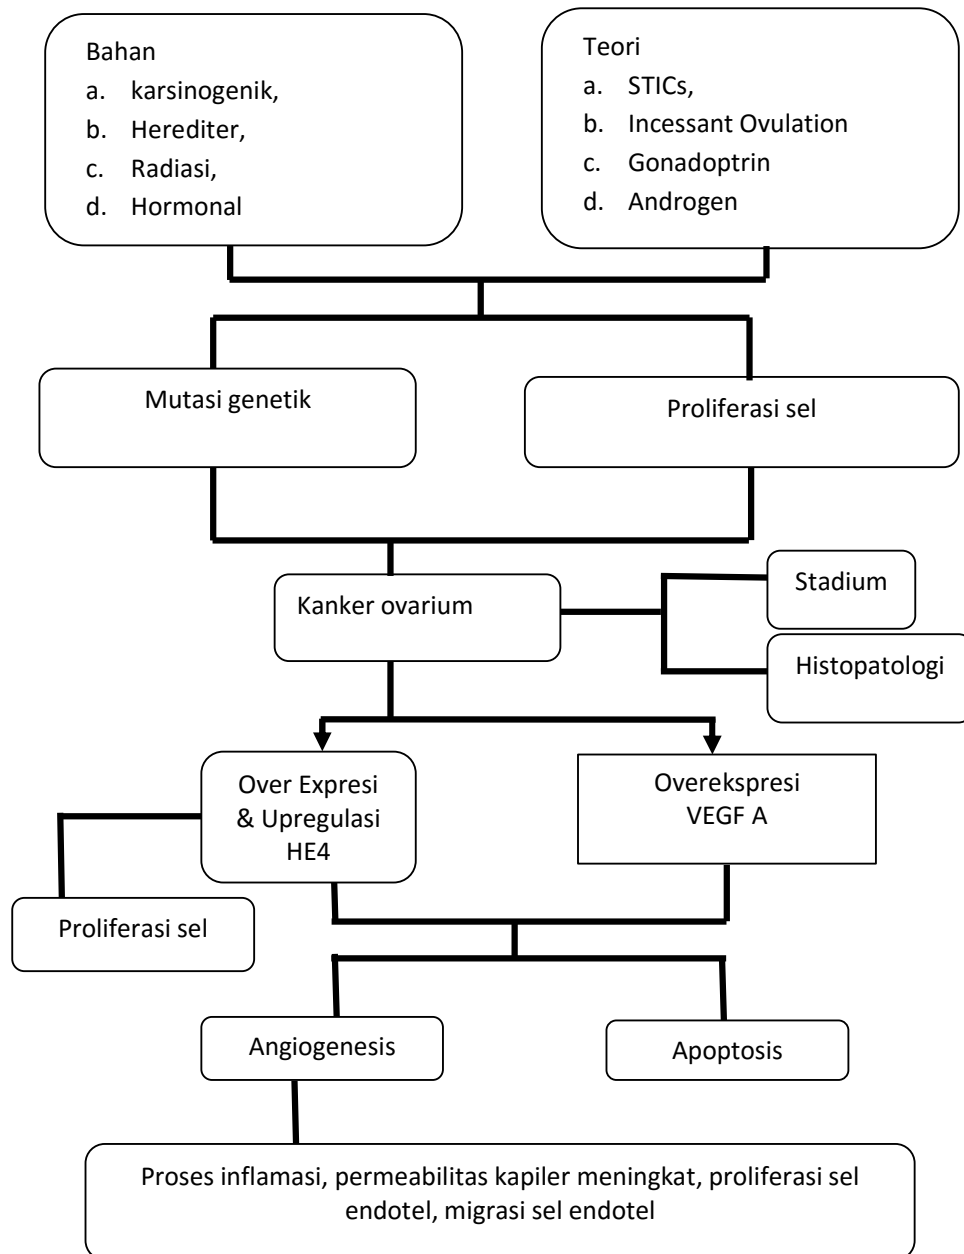 Bahan
a. karsinogenik,
b. Herediter,
c. Radiasi,
d. Hormonal
Teori
a. STICs,
b. Incessant Ovulation
c. Gonadoptrin
d. Androgen
Mutasi genetik
Proliferasi sel
Kanker ovarium
Stadium
Histopatologi
Over Expresi
& Upregulasi
HE4
Overekspresi
VEGF A
Proliferasi sel
Angiogenesis
Apoptosis
Proses inflamasi, permeabilitas kapiler meningkat, proliferasi sel
endotel, migrasi sel endotel